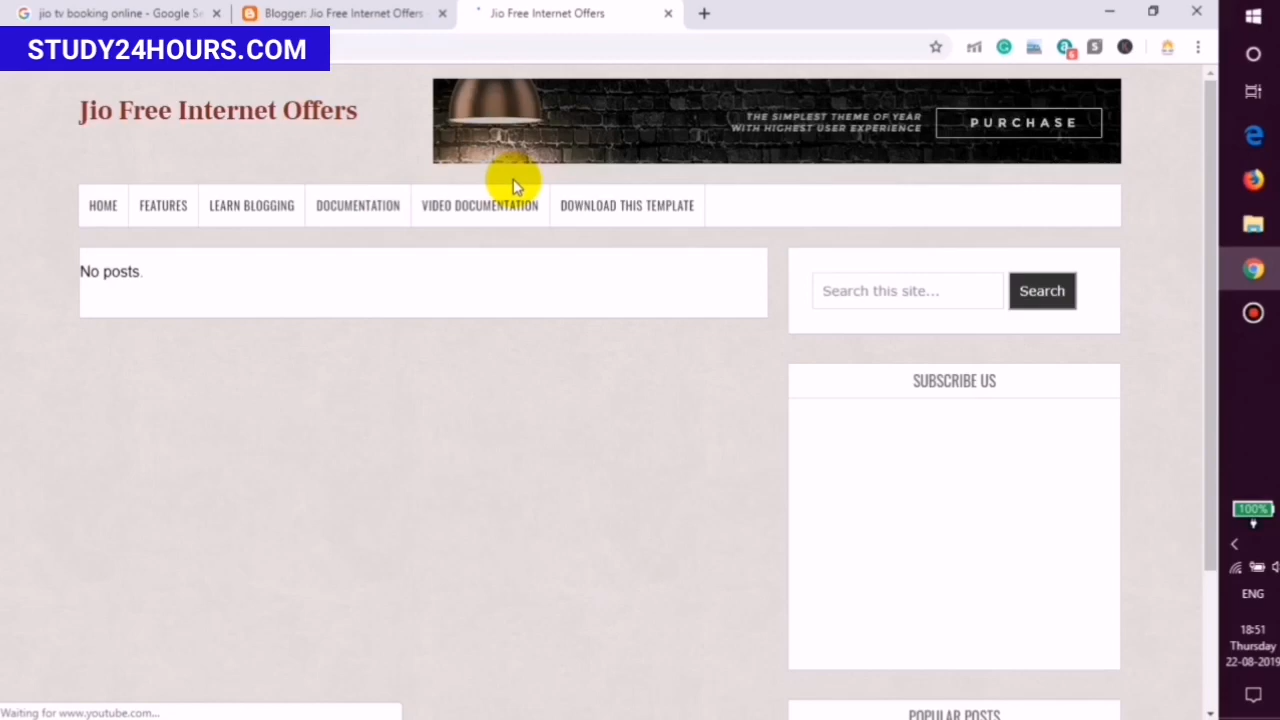 jio tv booking online - Google Se
Blogger: Jio Free Internet Offers -
Jio Free Internet Offers
STUDY24HOURS.COM
Jio Free Internet Offers
THE SIMPLEST THEME OF YEAR
WITH HIGHEST USER EXPERIENCE
PURCHASE
HOME
FEATURES
LEARN BLOGGING
DOCUMENTATION
VIDEO DOCUMENTATION
DOWNLOAD THIS TEMPLATE
No posts.
Search this site...
Search
SUBSCRIBE US
POPULAR POSTS
Waiting for www.youtube.com...
100%
ENG
18:51
Thursday
22-08-2019